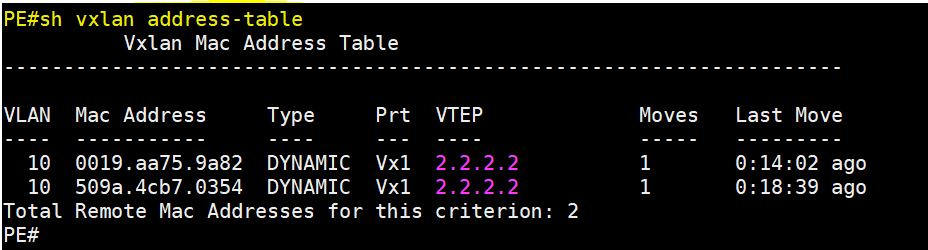 PE#sh vxlan address-table
Vxlan Mac Address Table
----------------------------------------------------------------------
VLAN  Mac Address     Type     Prt  VTEP             Moves   Last Move
----  -----------     ----     ---  ----             -----   ---------
  10  0019.aa75.9a82  DYNAMIC  Vx1  2.2.2.2          1       0:14:02 ago
  10  509a.4cb7.0354  DYNAMIC  Vx1  2.2.2.2          1       0:18:39 ago
Total Remote Mac Addresses for this criterion: 2
PE#